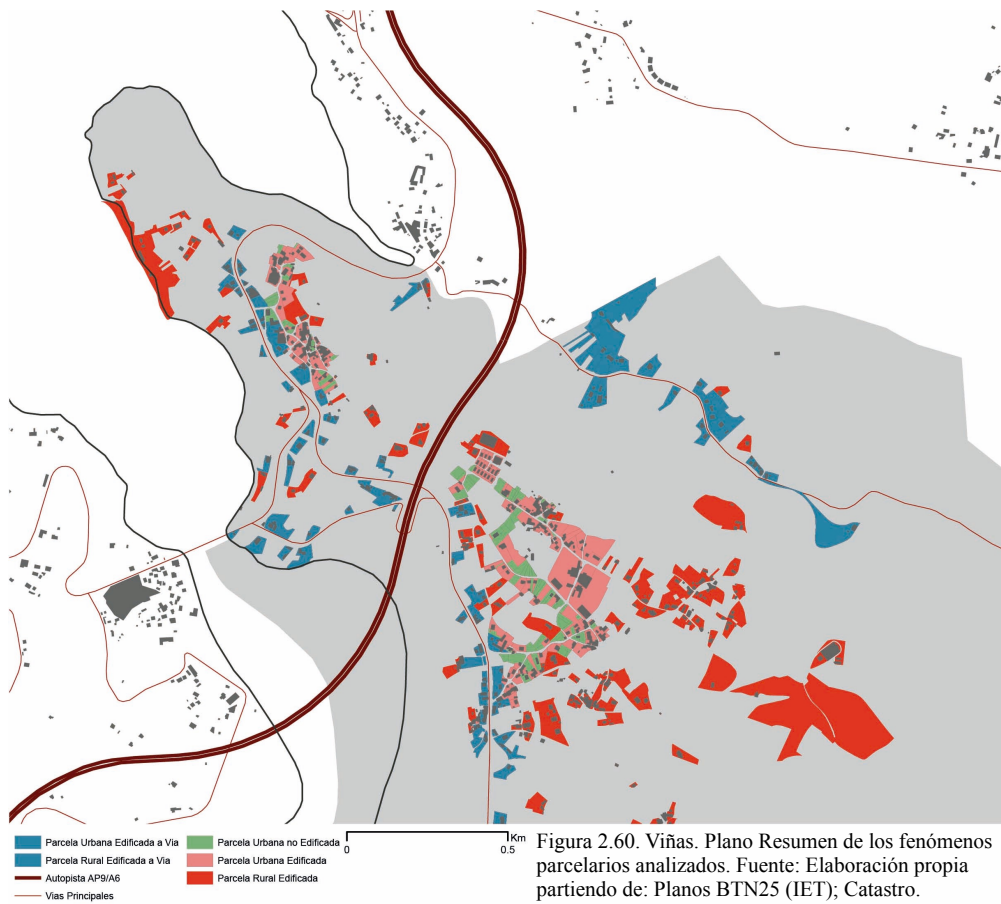 Parcela Urbana Edificada a Via
Parcela Rural Edificada a Via
Autopista AP9/A6
Vias Principales
Parcela Urbana no Edificada
Parcela Urbana Edificada
Parcela Rural Edificada
Km
0 0.5
Figura 2.60. Viñas. Plano Resumen de los fenómenos
parcelarios analizados. Fuente: Elaboración propia
partiendo de: Planos BTN25 (IET); Catastro.